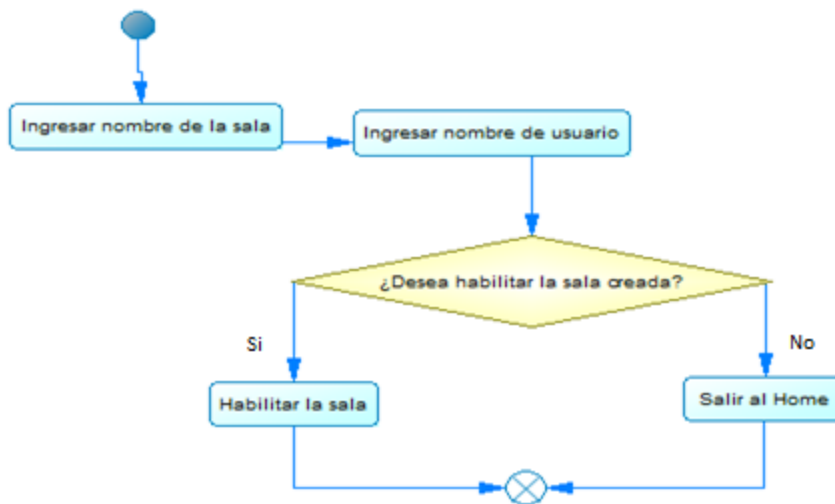 Ingresar nombre de la sala
Ingresar nombre de usuario
¿Desea habilitar la sala creada?
Si
No
Habilitar la sala
Salir al Home